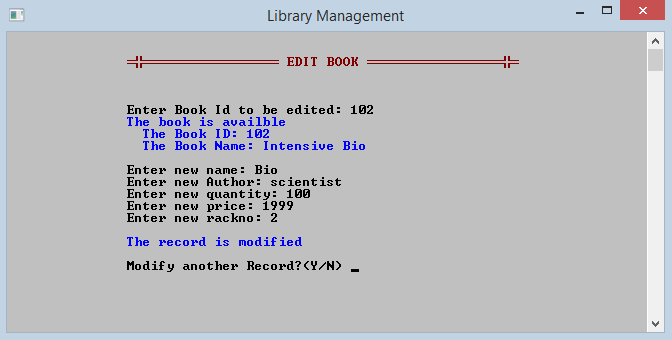 Library Management
EDIT BOOK
Enter Book Id to be edited: 102
The book is availble
The Book ID: 102
The Book Name: Intensive Bio
Enter new name: Bio
Enter new Author: scientist
Enter new quantity: 100
Enter new price: 1999
Enter new rackno: 2
The record is modified
Modify another Record?(Y/N) _